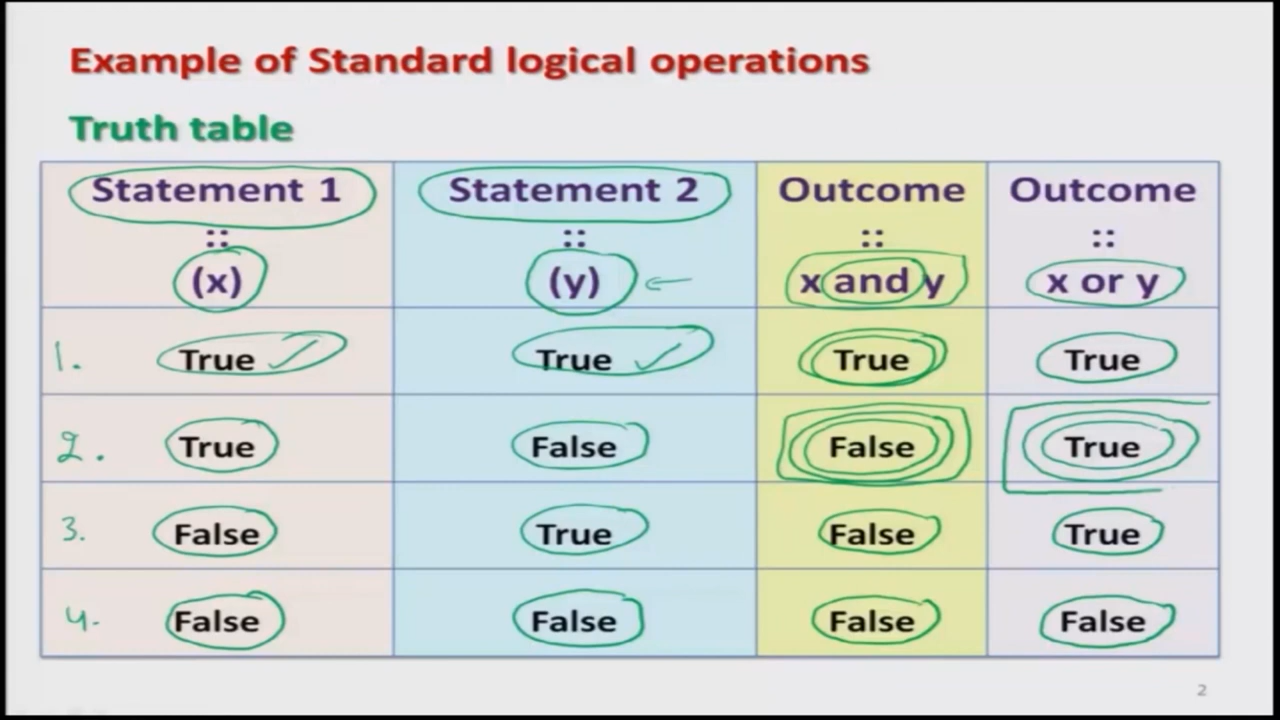 Example of Standard logical operations
Truth table
Statement 1 Statement 2 Outcome Outcome
:: :: :: ::
(x) (y) x and y x or y
1. True True True True
2. True False False True
3. False True False True
4. False False False False
2